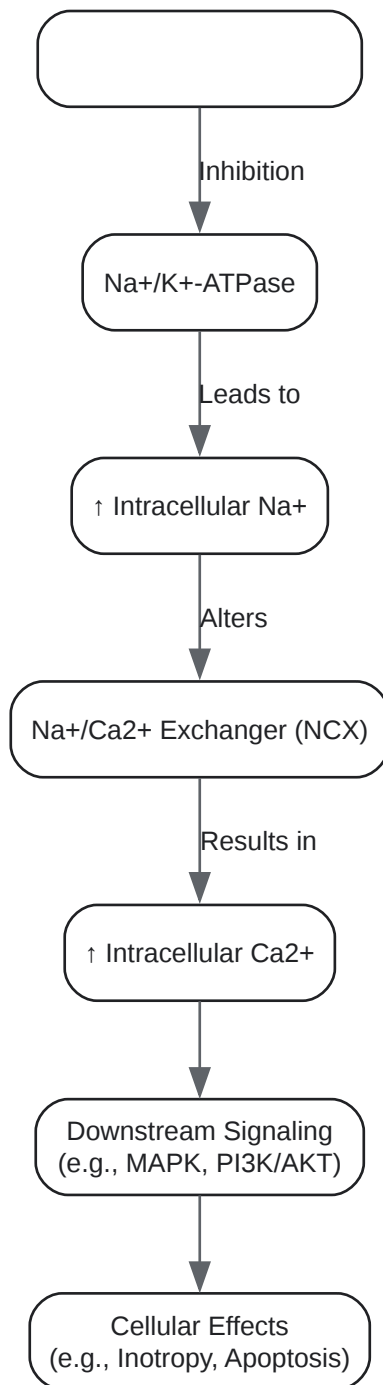 Inhibition
Na+/K+-ATPase
Leads to
↑ Intracellular Na+
Alters
Na+/Ca2+ Exchanger (NCX)
Results in
↑ Intracellular Ca2+
Downstream Signaling
(e.g., MAPK, PI3K/AKT)
Cellular Effects
(e.g., Inotropy, Apoptosis)